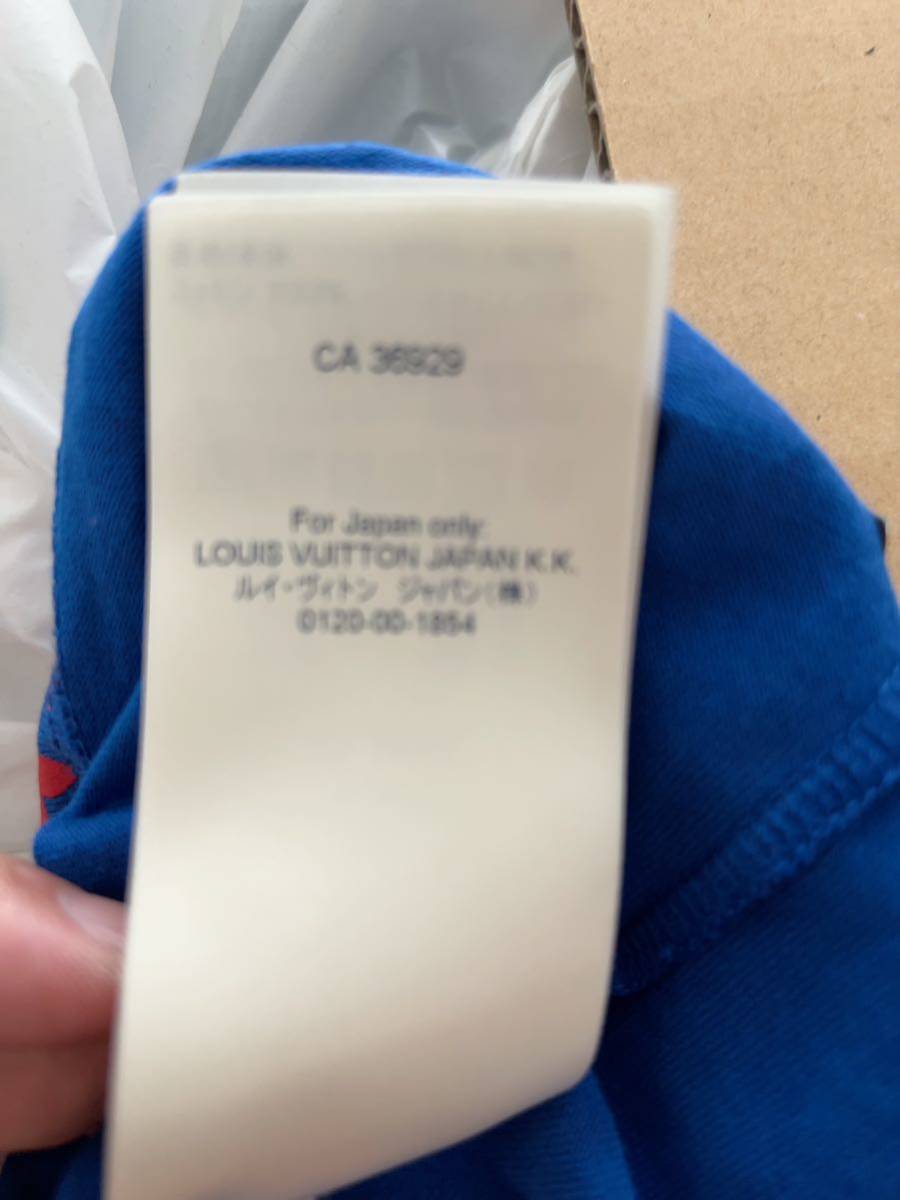 CA 36929
For Japan only:
LOUIS VUITTON JAPAN K.K.
ルイ・ヴィトン ジャパン(株)
0120-00-1854